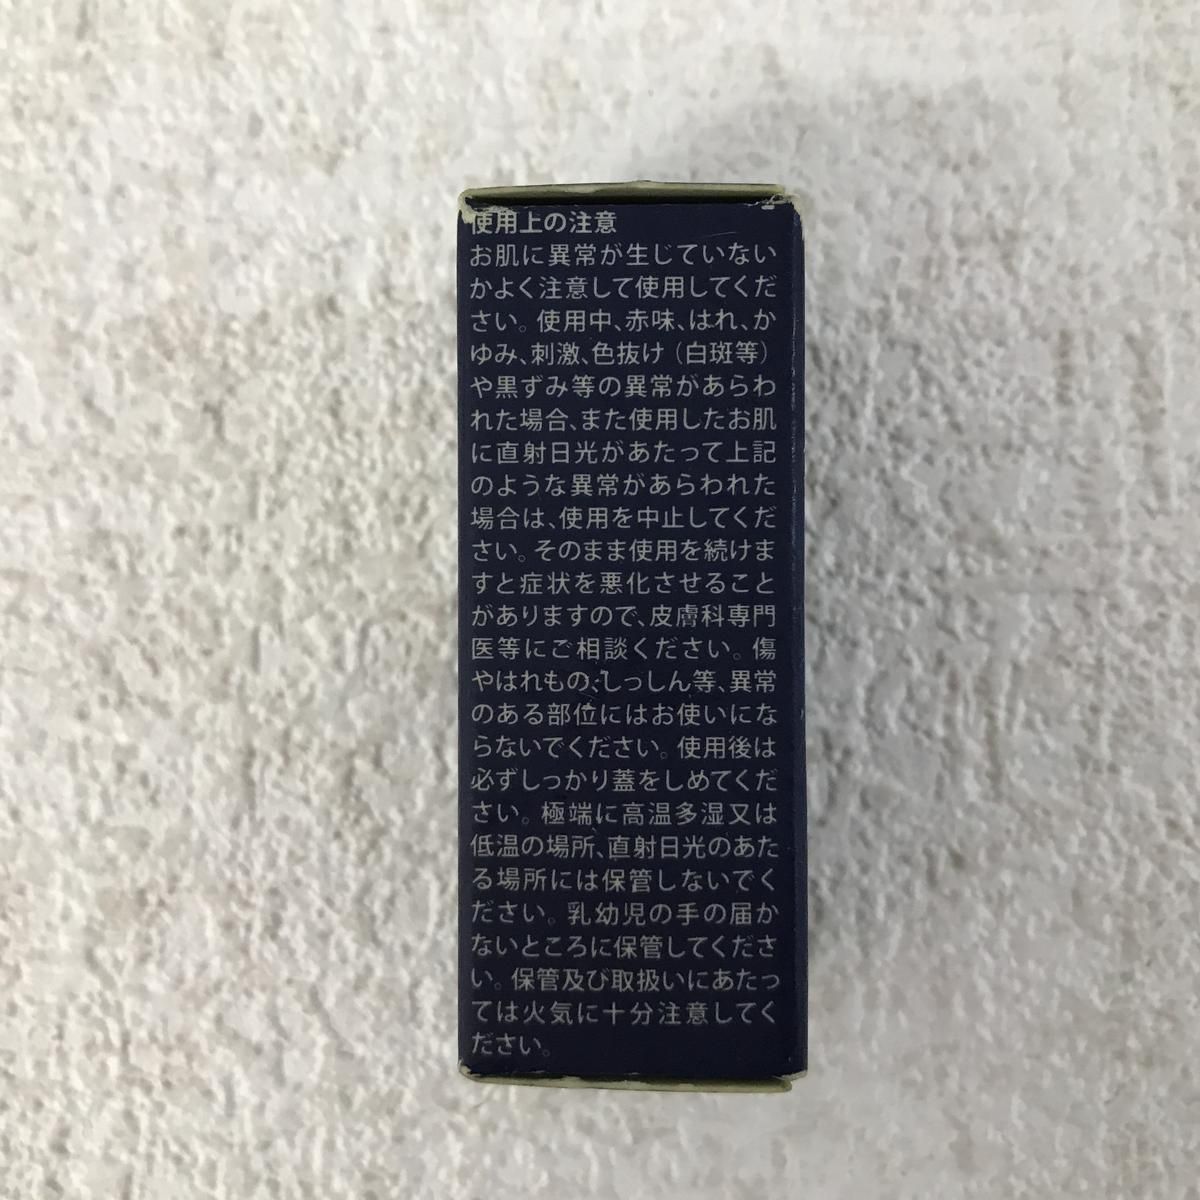 使用上の注意
お肌に異常が生じていない
かよく注意して使用してくだ
さい。使用中、赤味、はれ、か
ゆみ、刺激、色抜け（白斑等）
や黒ずみ等の異常があらわ
れた場合、また使用したお肌
に直射日光があたって上記
のような異常があらわれた
場合は、使用を中止してくだ
さい。そのまま使用を続けま
すと症状を悪化させること
がありますので、皮膚科専門
医等にご相談ください。傷
やはれもの、しっしん等、異常
のある部位にはお使いにな
らないでください。使用後は
必ずしっかり蓋をしめてくだ
さい。極端に高温多湿又は
低温の場所、直射日光のあた
る場所には保管しないでく
ださい。乳幼児の手の届か
ないところに保管してくださ
い。保管及び取扱いにあたっ
ては火気に十分注意してく
ださい。